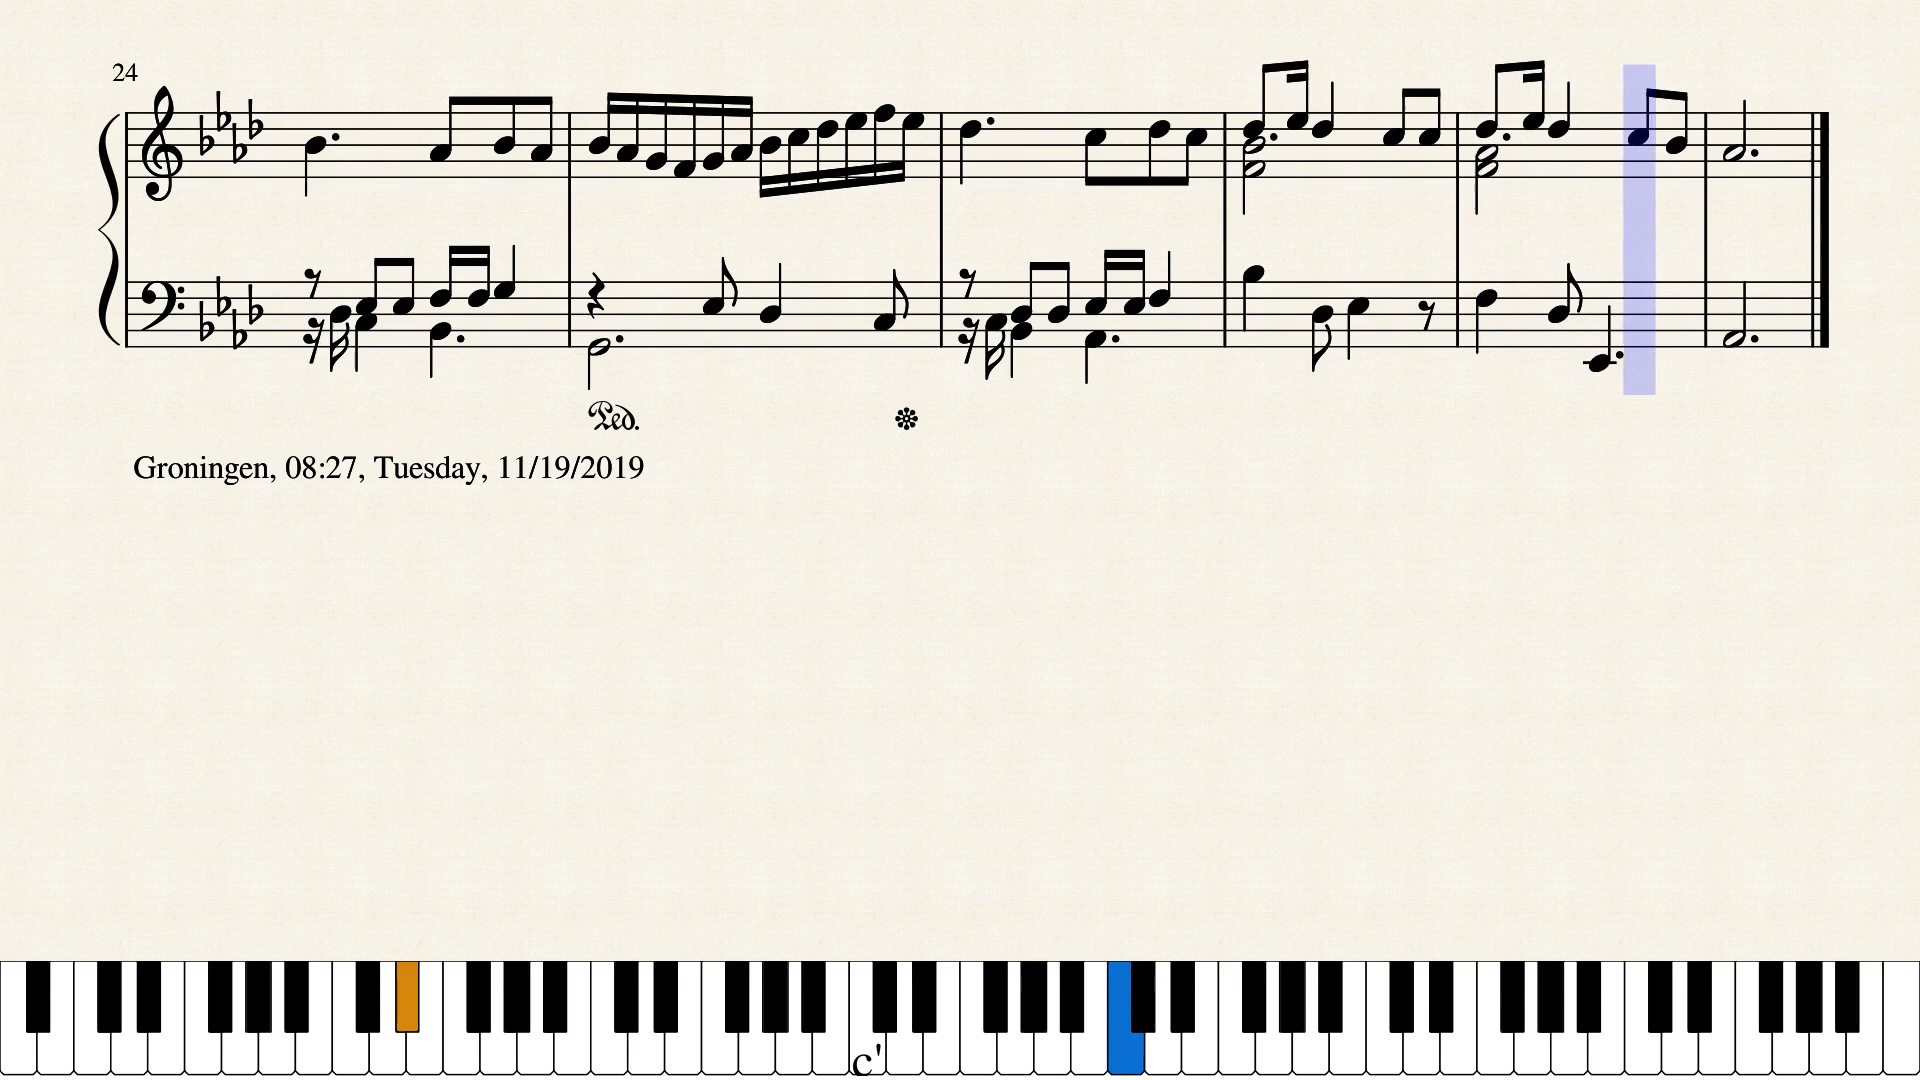 24
Ped.
Groningen, 08:27, Tuesday, 11/19/2019
c'